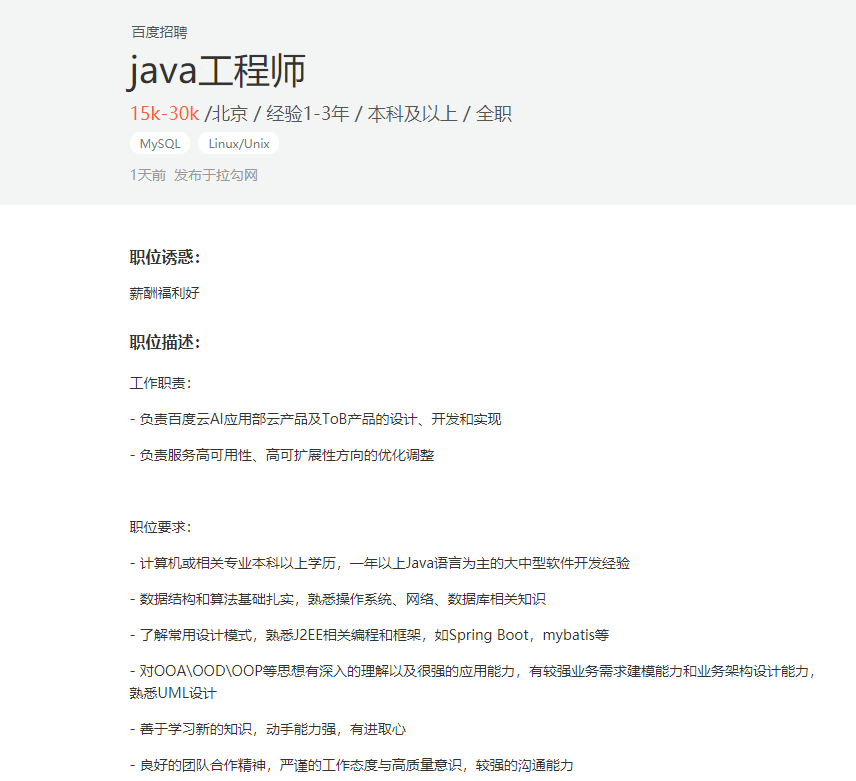 百度招聘
java工程师
15k-30k /北京 / 经验1-3年 / 本科及以上 / 全职
MySQL Linux/Unix
1天前 发布于拉勾网
职位诱惑：
薪酬福利好
职位描述：
工作职责：
- 负责百度云AI应用部云产品及ToB产品的设计、开发和实现
- 负责服务高可用性、高可扩展性方向的优化调整
职位要求：
- 计算机或相关专业本科以上学历，一年以上Java语言为主的大中型软件开发经验
- 数据结构和算法基础扎实，熟悉操作系统、网络、数据库相关知识
- 了解常用设计模式，熟悉J2EE相关编程和框架，如Spring Boot，mybatis等
- 对OOA\OOD\OOP等思想有深入的理解以及很强的应用能力，有较强业务需求建模能力和业务架构设计能力，
熟悉UML设计
- 善于学习新的知识，动手能力强，有进取心
- 良好的团队合作精神，严谨的工作态度与高质量意识，较强的沟通能力